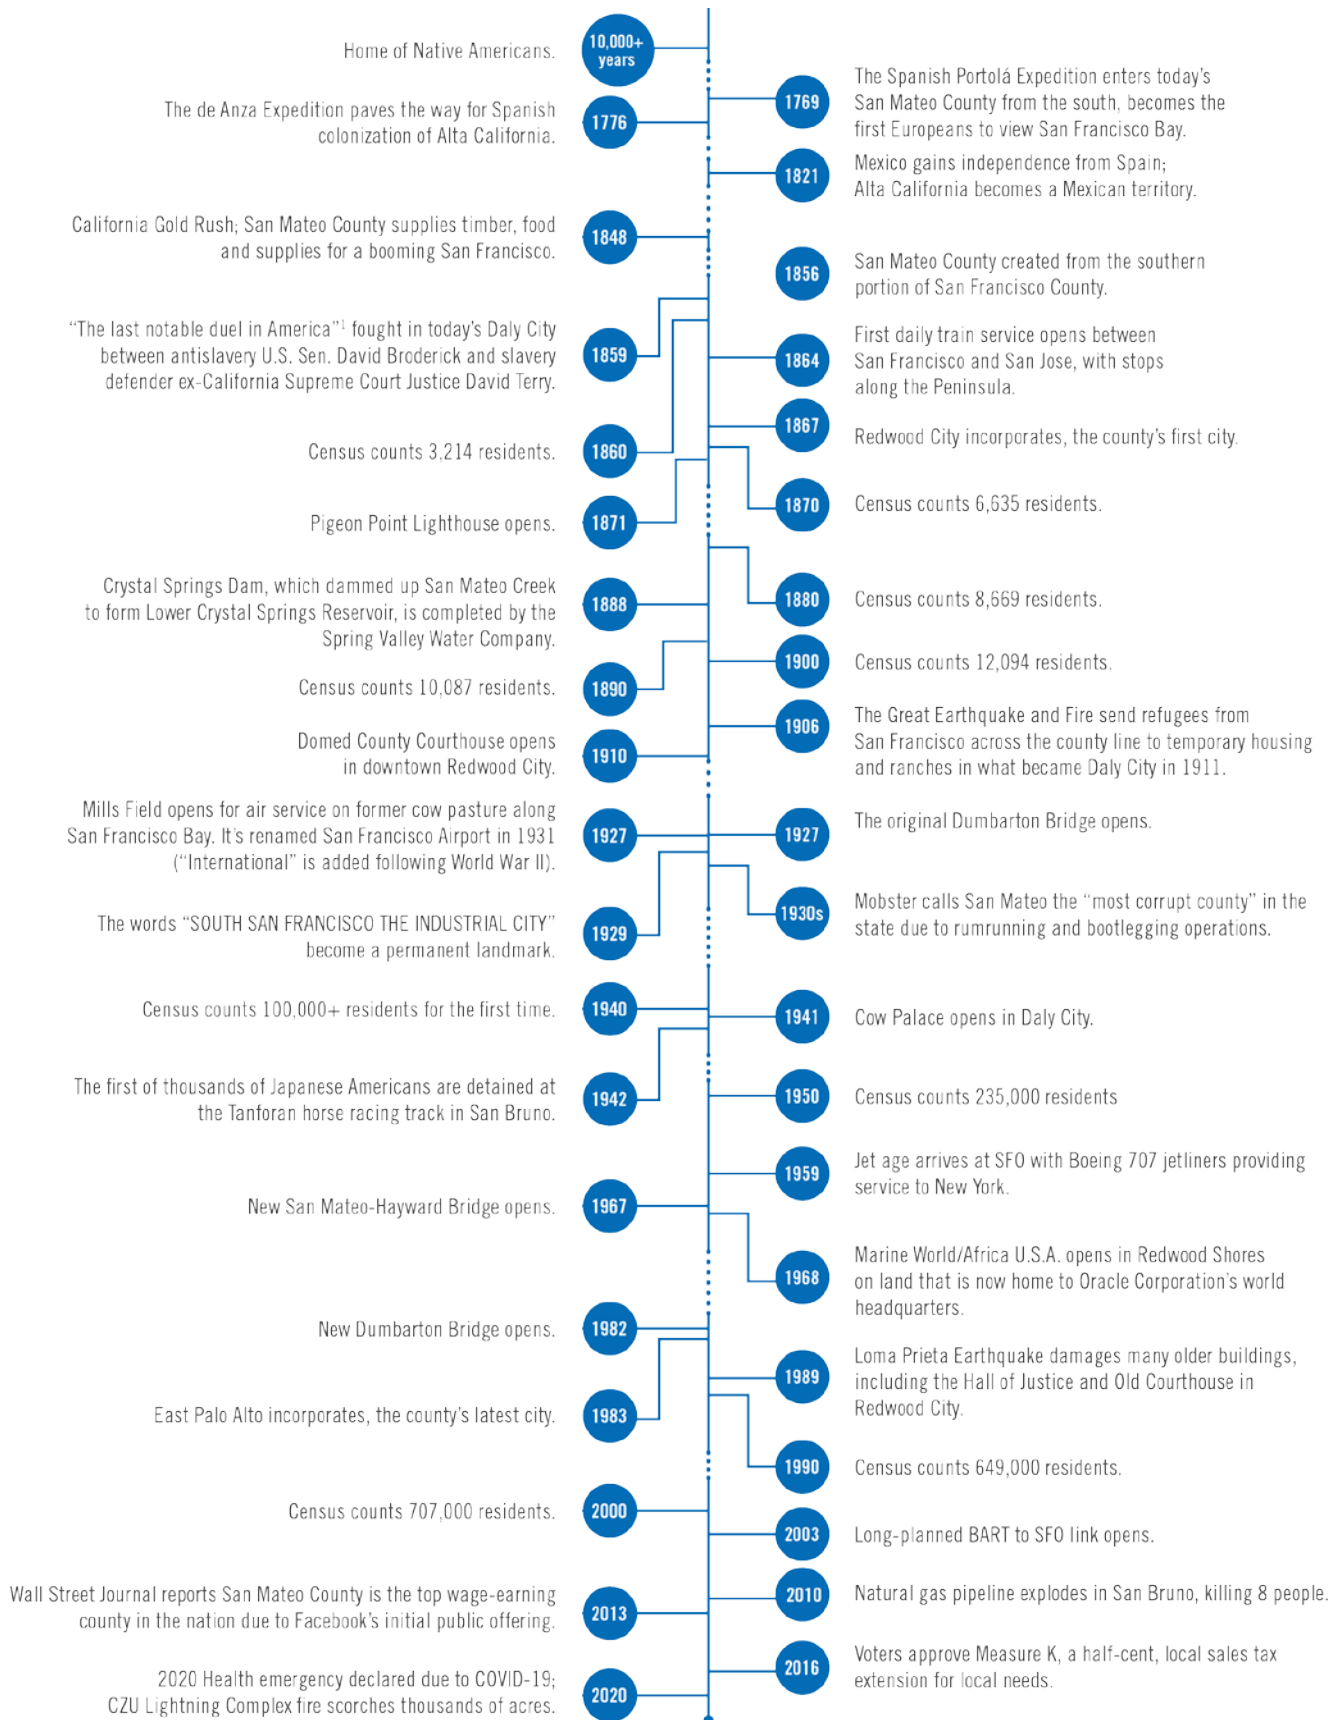 10,000+
years
Home of Native Americans.
1769
The Spanish Portolá Expedition enters today's
San Mateo County from the south, becomes the
first Europeans to view San Francisco Bay.
The de Anza Expedition paves the way for Spanish
colonization of Alta California.
1776
1821
Mexico gains independence from Spain;
Alta California becomes a Mexican territory.
California Gold Rush; San Mateo County supplies timber, food
and supplies for a booming San Francisco.
1848
1856
San Mateo County created from the southern
portion of San Francisco County.
“The last notable duel in America”¹ fought in today's Daly City
between antislavery U.S. Sen. David Broderick and slavery
defender ex-California Supreme Court Justice David Terry.
1859
1864
First daily train service opens between
San Francisco and San Jose, with stops
along the Peninsula.
Census counts 3,214 residents.
1860
1867
Redwood City incorporates, the county's first city.
1870
Census counts 6,635 residents.
Pigeon Point Lighthouse opens.
1871
1880
Census counts 8,669 residents.
Crystal Springs Dam, which dammed up San Mateo Creek
to form Lower Crystal Springs Reservoir, is completed by the
Spring Valley Water Company.
1888
1900
Census counts 12,094 residents.
Census counts 10,087 residents.
1890
1906
The Great Earthquake and Fire send refugees from
San Francisco across the county line to temporary housing
and ranches in what became Daly City in 1911.
Domed County Courthouse opens
in downtown Redwood City.
1910
Mills Field opens for air service on former cow pasture along
San Francisco Bay. It's renamed San Francisco Airport in 1931
(“International” is added following World War II).
1927
1927
The original Dumbarton Bridge opens.
The words “SOUTH SAN FRANCISCO THE INDUSTRIAL CITY”
become a permanent landmark.
1929
1930s
Mobster calls San Mateo the “most corrupt county” in the
state due to rumrunning and bootlegging operations.
Census counts 100,000+ residents for the first time.
1940
1941
Cow Palace opens in Daly City.
The first of thousands of Japanese Americans are detained at
the Tanforan horse racing track in San Bruno.
1942
1950
Census counts 235,000 residents
1959
Jet age arrives at SFO with Boeing 707 jetliners providing
service to New York.
New San Mateo-Hayward Bridge opens.
1967
1968
Marine World/Africa U.S.A. opens in Redwood Shores
on land that is now home to Oracle Corporation's world
headquarters.
New Dumbarton Bridge opens.
1982
1989
Loma Prieta Earthquake damages many older buildings,
including the Hall of Justice and Old Courthouse in
Redwood City.
East Palo Alto incorporates, the county's latest city.
1983
1990
Census counts 649,000 residents.
Census counts 707,000 residents.
2000
2003
Long-planned BART to SFO link opens.
Wall Street Journal reports San Mateo County is the top wage-earning
county in the nation due to Facebook's initial public offering.
2013
2010
Natural gas pipeline explodes in San Bruno, killing 8 people.
2016
Voters approve Measure K, a half-cent, local sales tax
extension for local needs.
2020 Health emergency declared due to COVID-19;
CZU Lightning Complex fire scorches thousands of acres.
2020